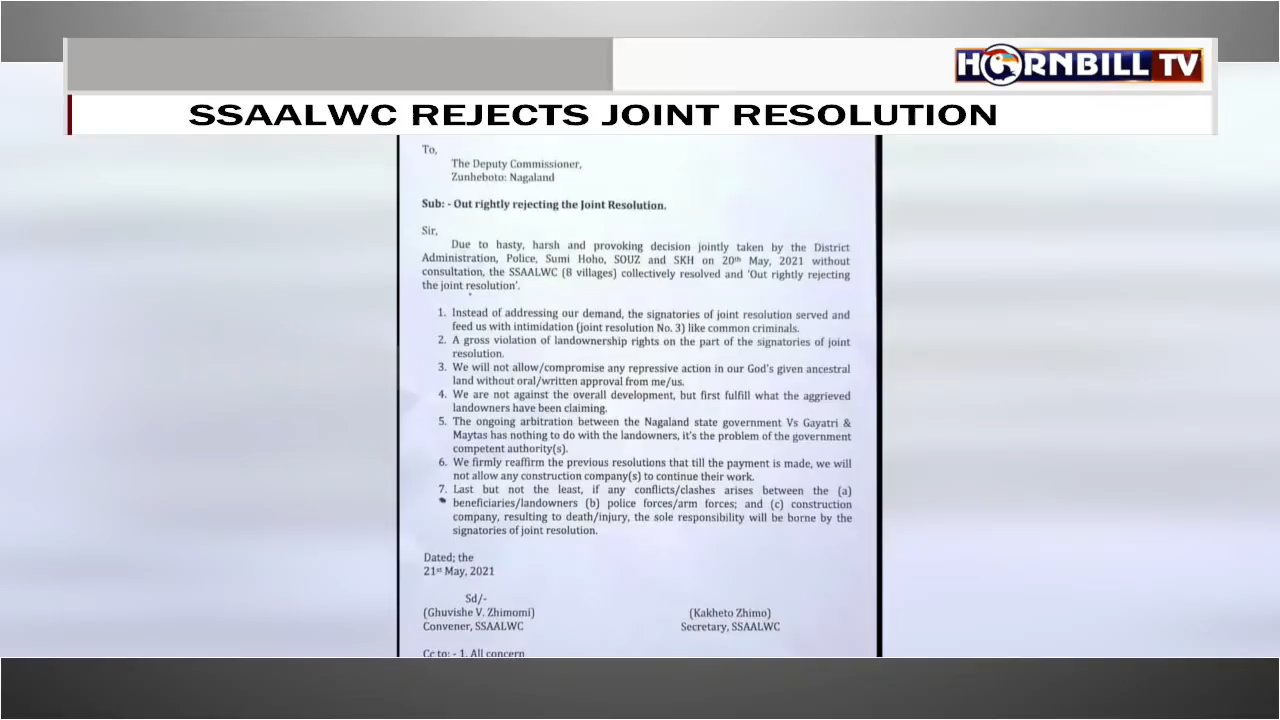 HORNBILL TV
SSAALWC REJECTS JOINT RESOLUTION
To,
The Deputy Commissioner,
Zunheboto: Nagaland
Sub: - Out rightly rejecting the Joint Resolution.
Sir,
Due to hasty, harsh and provoking decision jointly taken by the District
Administration, Police, Sumi Hoho, SOUZ and SKH on 20th May, 2021 without
consultation, the SSAALWC (8 villages) collectively resolved and 'Out rightly rejecting
the joint resolution'.
1. Instead of addressing our demand, the signatories of joint resolution served and
feed us with intimidation (joint resolution No. 3) like common criminals.
2. A gross violation of landownership rights on the part of the signatories of joint
resolution.
3. We will not allow/compromise any repressive action in our God's given ancestral
land without oral/written approval from me/us.
4. We are not against the overall development, but first fulfill what the aggrieved
landowners have been claiming.
5. The ongoing arbitration between the Nagaland state government Vs Gayatri &
Maytas has nothing to do with the landowners, it's the problem of the government
competent authority(s).
6. We firmly reaffirm the previous resolutions that till the payment is made, we will
not allow any construction company(s) to continue their work.
7. Last but not the least, if any conflicts/clashes arises between the (a)
beneficiaries/landowners (b) police forces/arm forces; and (c) construction
company, resulting to death/injury, the sole responsibility will be borne by the
signatories of joint resolution.
Dated; the
21st May, 2021
Sd/-
(Ghuvishe V. Zhimomi) (Kakheto Zhimo)
Convener, SSAALWC Secretary, SSAALWC
Cc to: - 1. All concern